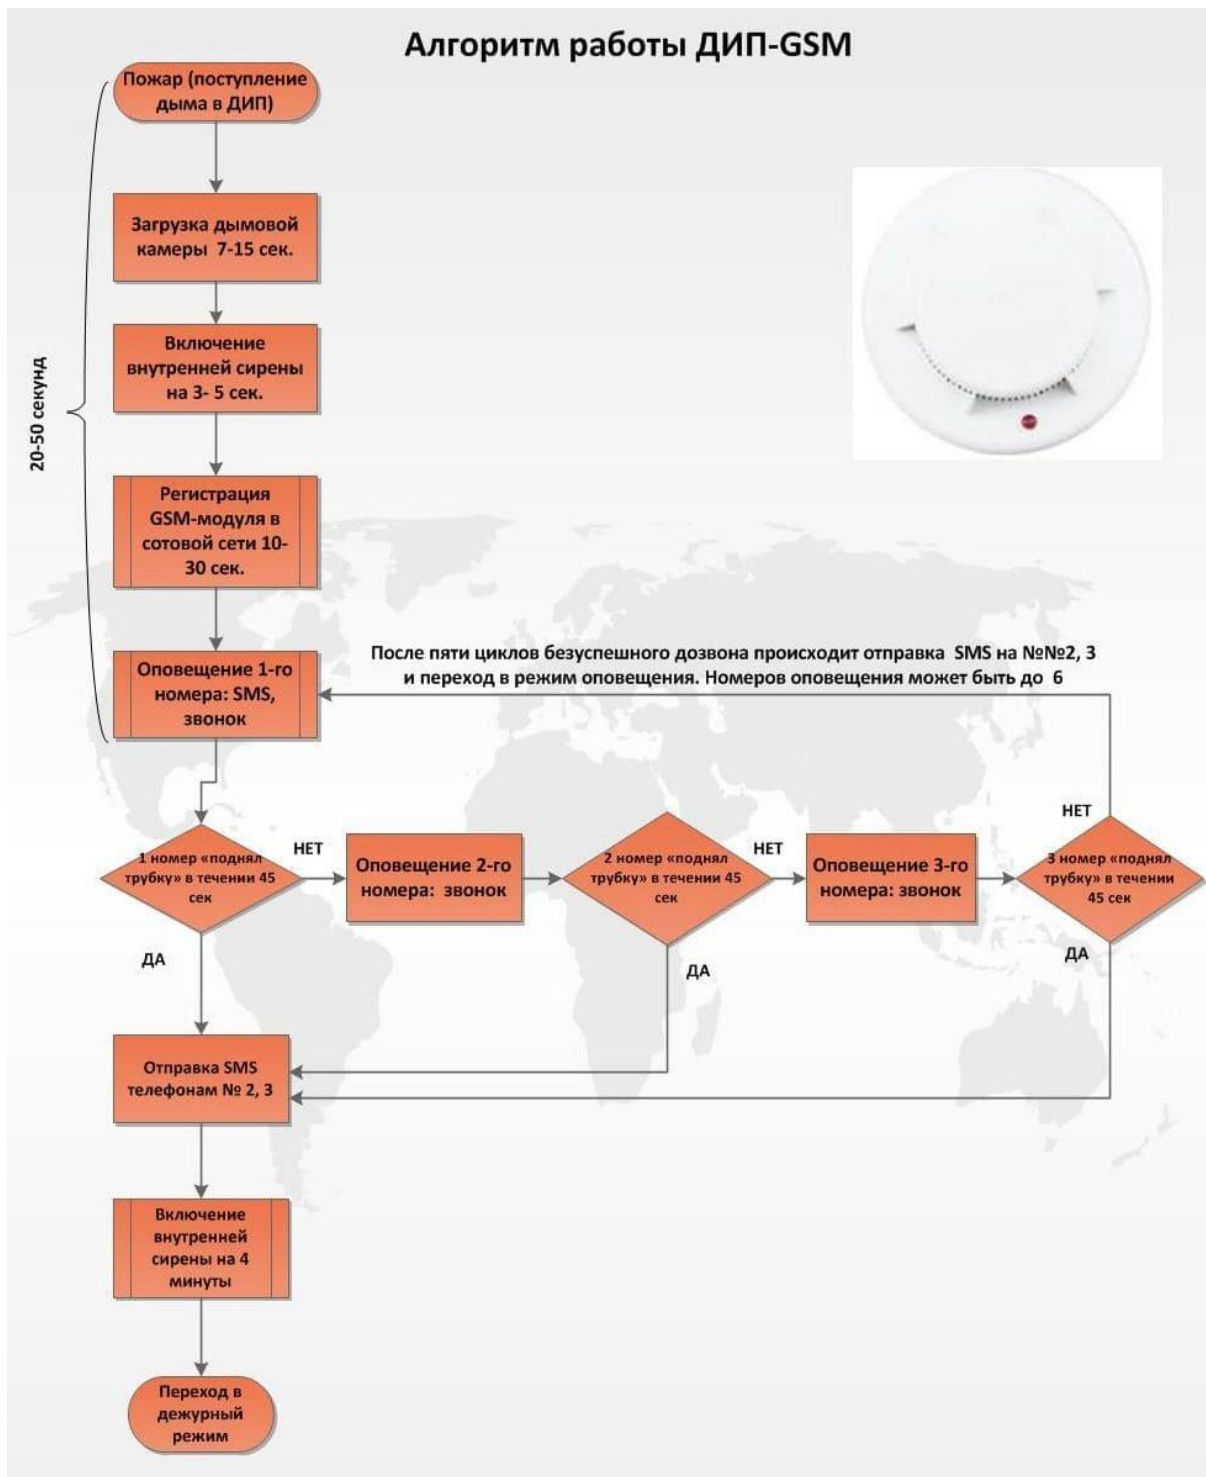 Алгоритм работы ДИП-GSM
Пожар (поступление
дыма в ДИП)
Загрузка дымовой
камеры 7-15 сек.
Включение
внутренней сирены
на 3- 5 сек.
20-50 секунд
Регистрация
GSM-модуля в
сотовой сети 10-
30 сек.
Оповещение 1-го
номера: SMS,
звонок
После пяти циклов безуспешного дозвона происходит отправка SMS на №№2, 3
и переход в режим оповещения. Номеров оповещения может быть до 6
1 номер «поднял
трубку» в течении 45
сек
НЕТ
Оповещение 2-го
номера: звонок
2 номер «поднял
трубку» в течении 45
сек
НЕТ
Оповещение 3-го
номера: звонок
3 номер «поднял
трубку» в течении
45 сек
НЕТ
ДА
ДА
ДА
Отправка SMS
телефонам № 2, 3
Включение
внутренней
сирены на 4
минуты
Переход в
дежурный
режим